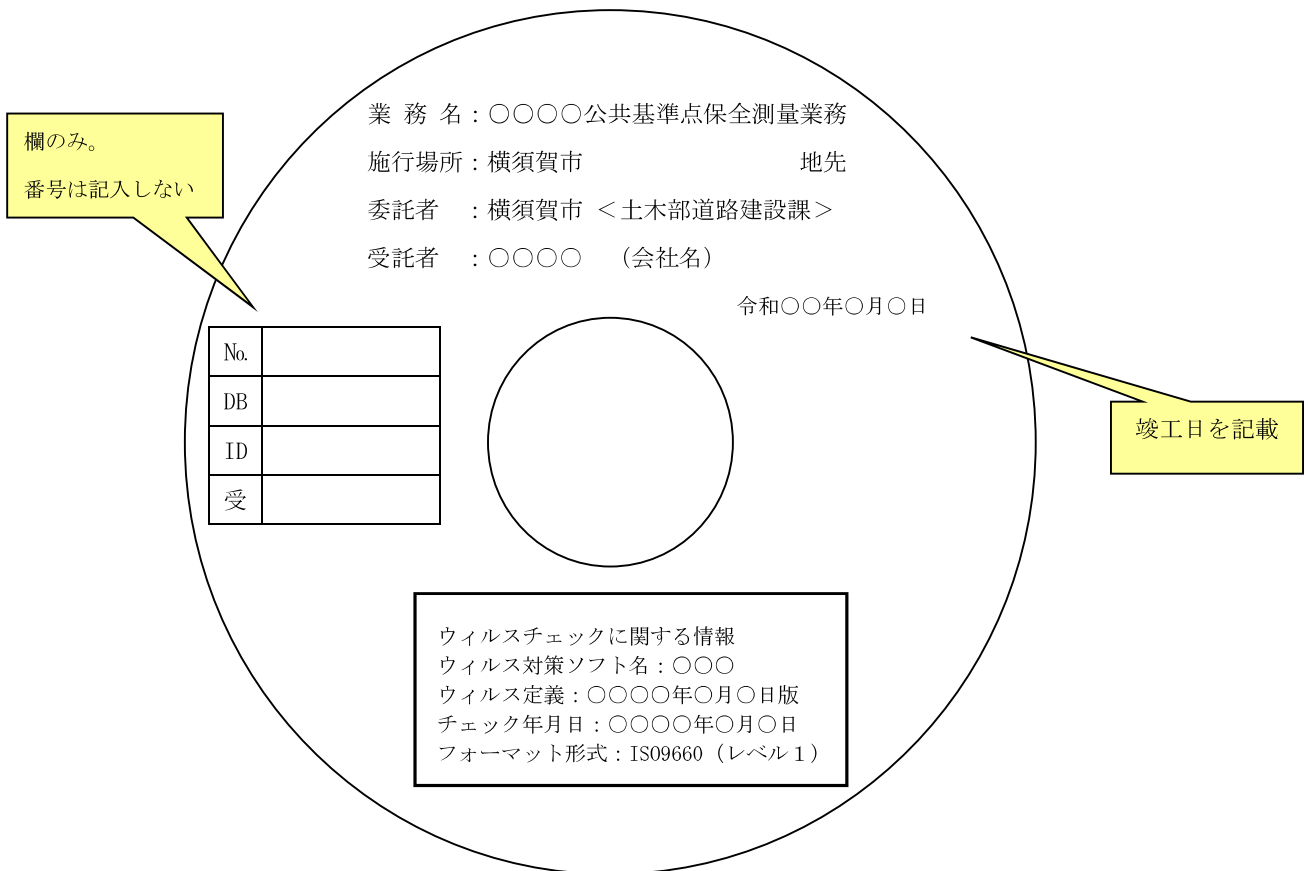 業 務 名：○○○○公共基準点保全測量業務
施行場所：横須賀市　　　　　　　　　地先
委託者　：横須賀市 ＜土木部道路建設課＞
受託者　：○○○○　（会社名）
令和○○年○月○日
欄のみ。
番号は記入しない
№
DB
ID
受
竣工日を記載
ウィルスチェックに関する情報
ウィルス対策ソフト名：○○○
ウィルス定義：○○○○年○月○日版
チェック年月日：○○○○年○月○日
フォーマット形式：ISO9660（レベル１）